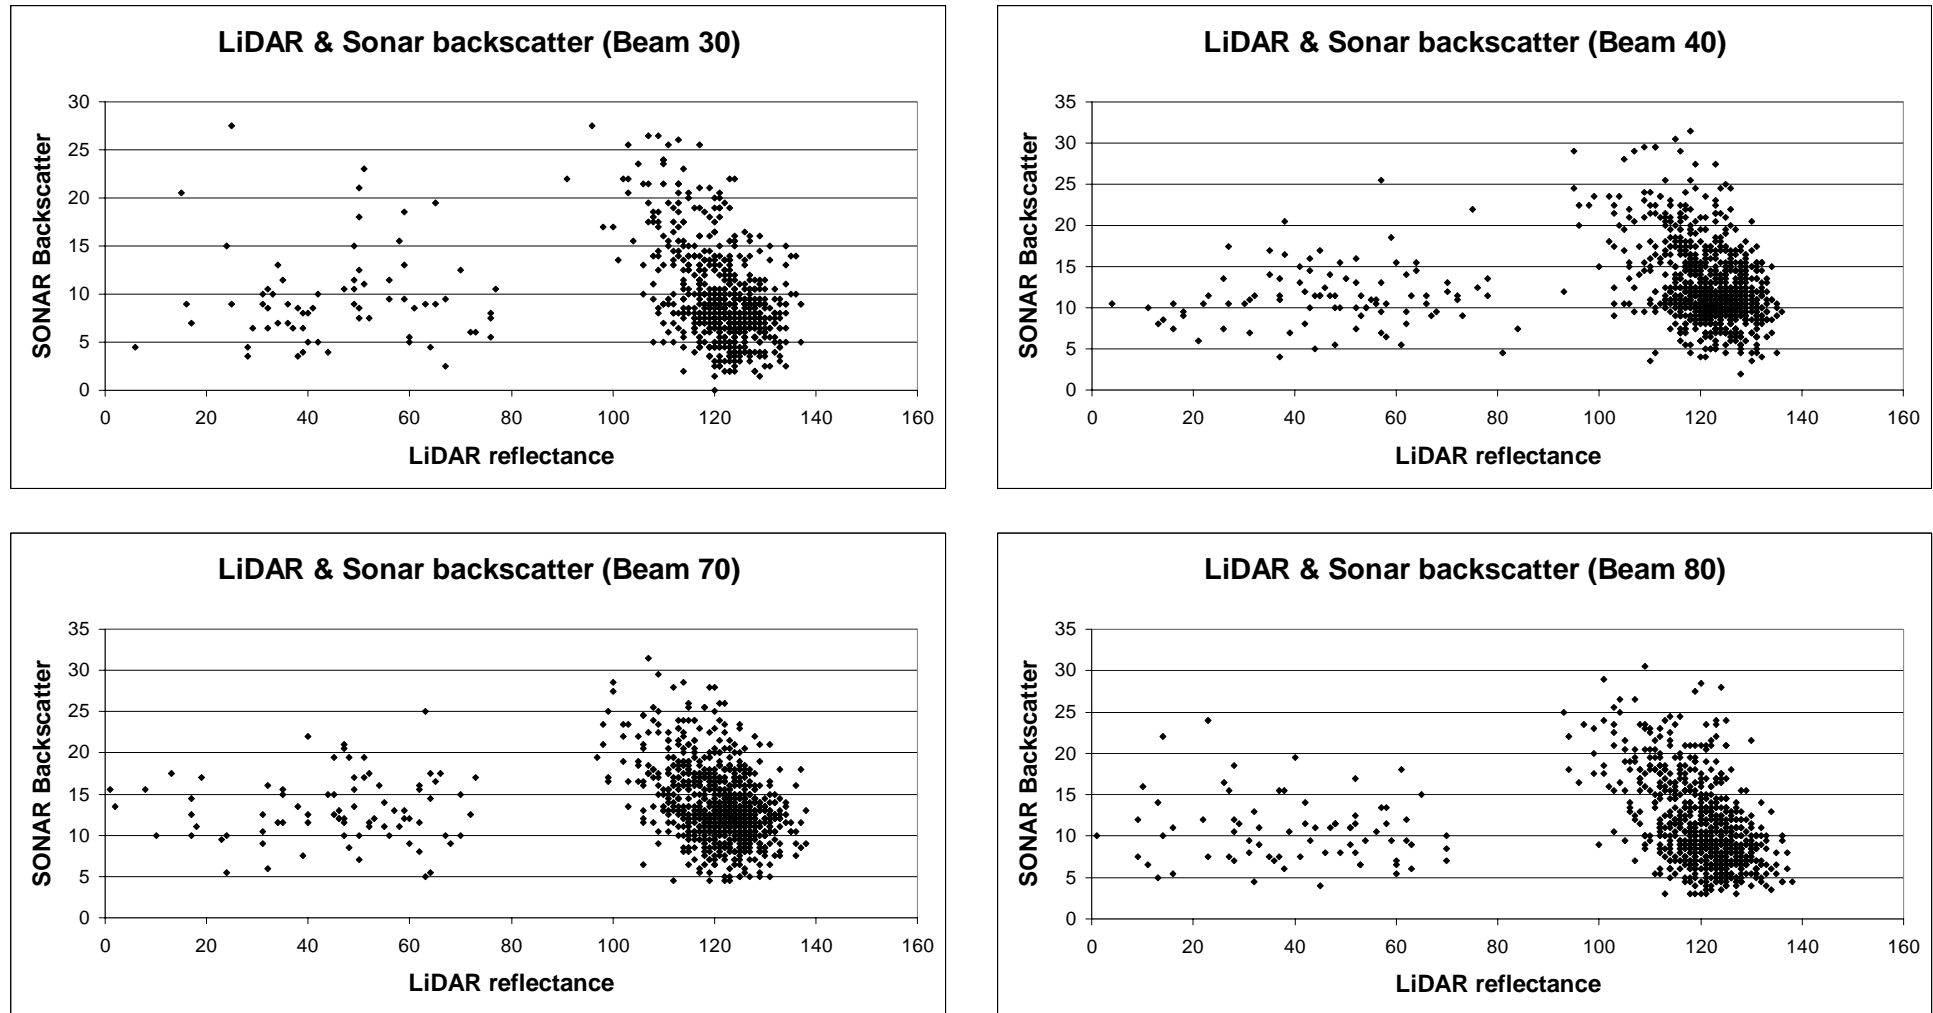 LiDAR & Sonar backscatter (Beam 30)
30
25
20
15
10
5
0
SONAR Backscatter
0 20 40 60 80 100 120 140 160
LiDAR reflectance
LiDAR & Sonar backscatter (Beam 40)
35
30
25
20
15
10
5
0
SONAR Backscatter
0 20 40 60 80 100 120 140 160
LiDAR reflectance
LiDAR & Sonar backscatter (Beam 70)
35
30
25
20
15
10
5
0
SONAR Backscatter
0 20 40 60 80 100 120 140 160
LiDAR reflectance
LiDAR & Sonar backscatter (Beam 80)
35
30
25
20
15
10
5
0
SONAR Backscatter
0 20 40 60 80 100 120 140 160
LiDAR reflectance